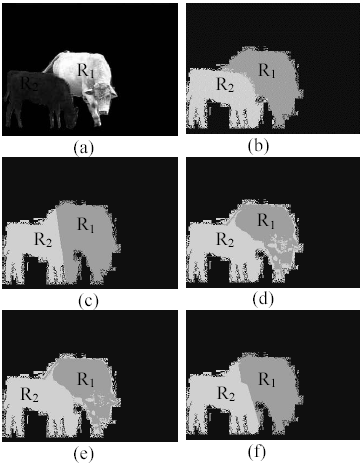 R₂ R₁
(a)
R₂ R₁
(b)
R₂ R₁
(c)
R₂ R₁
(d)
R₂ R₁
(e)
R₂ R₁
(f)